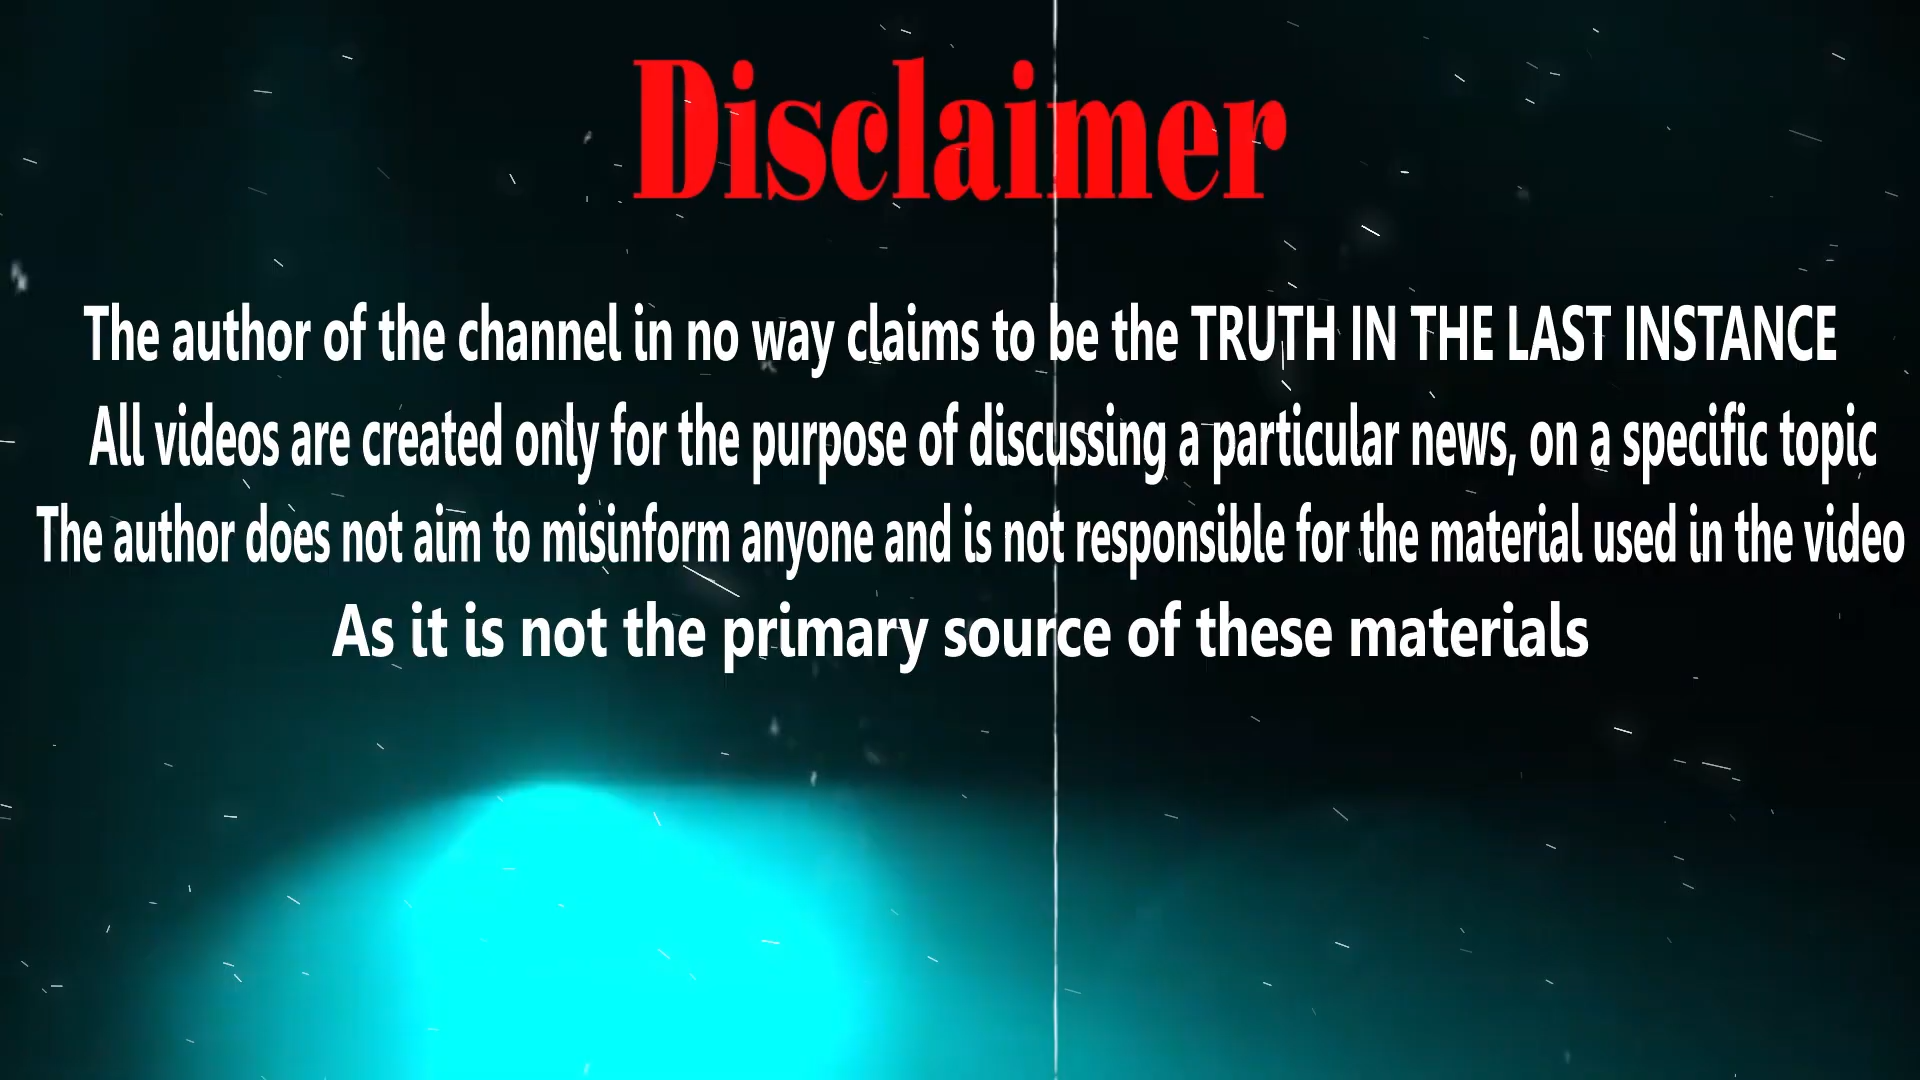 Disclaimer
The author of the channel in no way claims to be the TRUTH IN THE LAST INSTANCE
All videos are created only for the purpose of discussing a particular news, on a specific topic
The author does not aim to misinform anyone and is not responsible for the material used in the video
As it is not the primary source of these materials